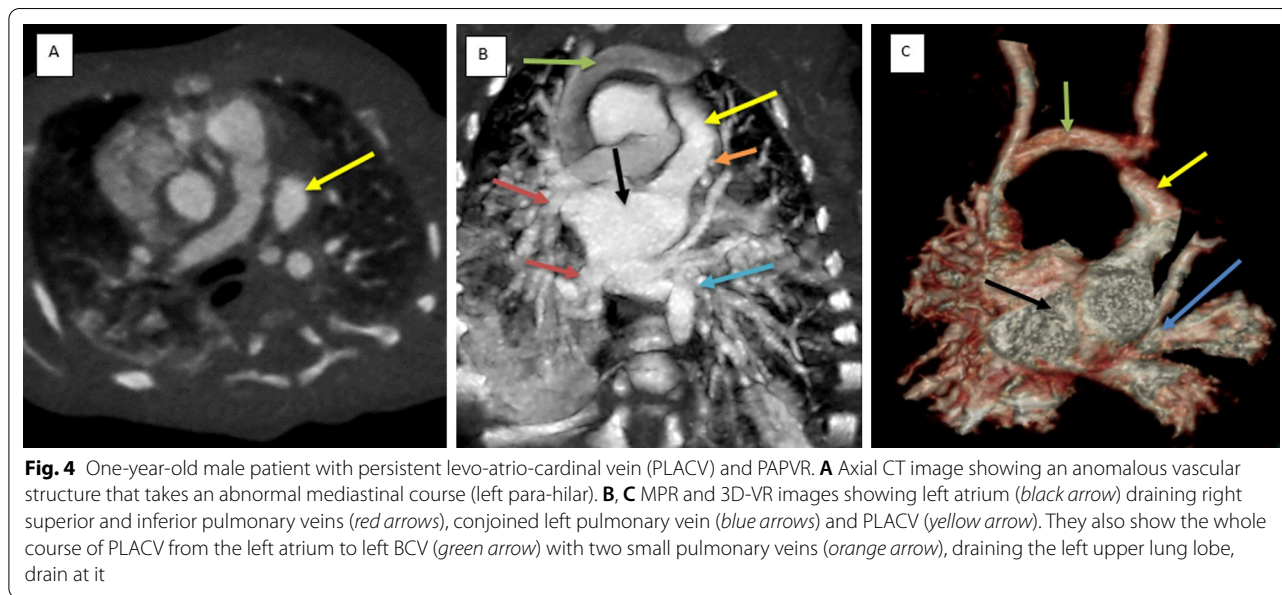 A
B
C
Fig. 4 One-year-old male patient with persistent levo-atrio-cardinal vein (PLACV) and PAPVR. A Axial CT image showing an anomalous vascular
structure that takes an abnormal mediastinal course (left para-hilar). B, C MPR and 3D-VR images showing left atrium (black arrow) draining right
superior and inferior pulmonary veins (red arrows), conjoined left pulmonary vein (blue arrows) and PLACV (yellow arrow). They also show the whole
course of PLACV from the left atrium to left BCV (green arrow) with two small pulmonary veins (orange arrow), draining the left upper lung lobe,
drain at it